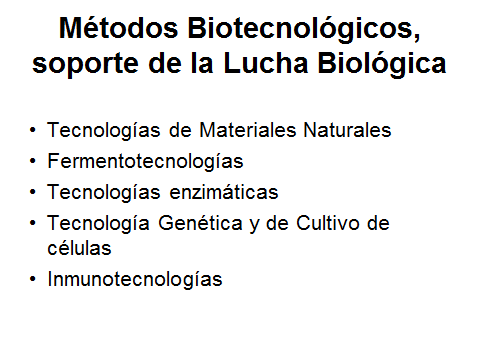 Métodos Biotecnológicos,
soporte de la Lucha Biológica
• Tecnologías de Materiales Naturales
• Fermentotecnologías
• Tecnologías enzimáticas
• Tecnología Genética y de Cultivo de
células
• Inmunotecnologías